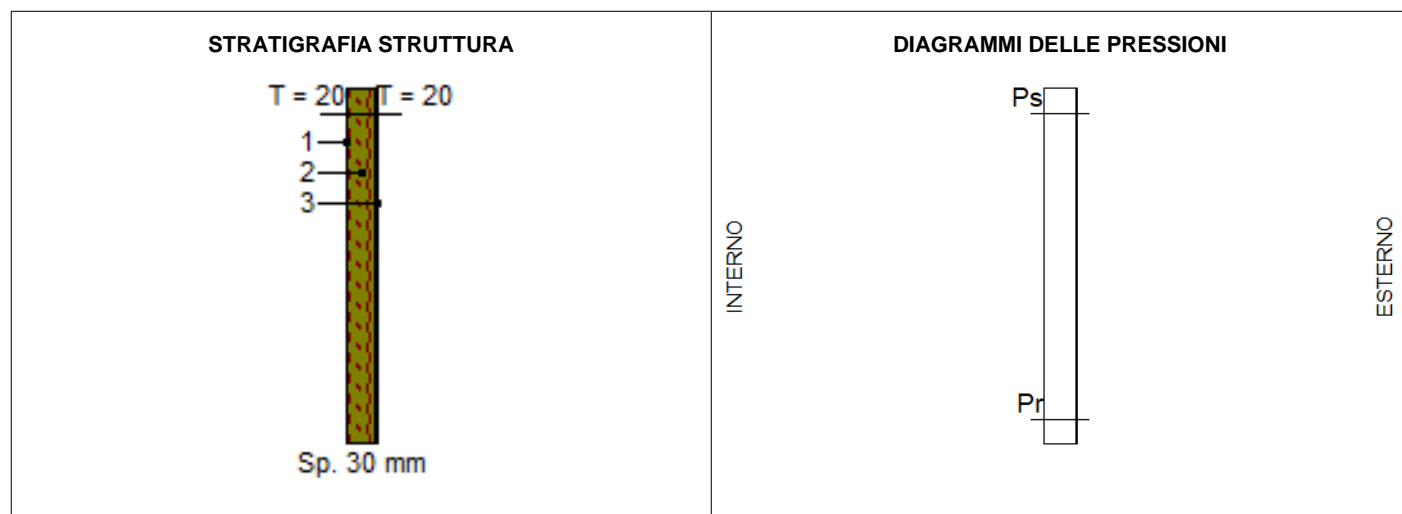 STRATIGRAFIA STRUTTURA
T = 20 T = 20
1
2
3
Sp. 30 mm
DIAGRAMMI DELLE PRESSIONI
Ps
Pr
INTERNO
ESTERNO